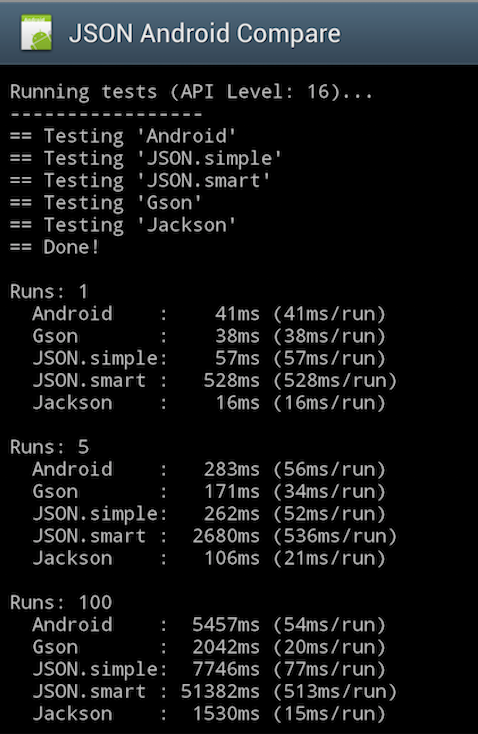 JSON Android Compare
Running tests (API Level: 16)...
-----------------
== Testing 'Android'
== Testing 'JSON.simple'
== Testing 'JSON.smart'
== Testing 'Gson'
== Testing 'Jackson'
== Done!
Runs: 1
Android    :    41ms (41ms/run)
Gson       :    38ms (38ms/run)
JSON.simple:    57ms (57ms/run)
JSON.smart :   528ms (528ms/run)
Jackson    :    16ms (16ms/run)
Runs: 5
Android    :   283ms (56ms/run)
Gson       :   171ms (34ms/run)
JSON.simple:   262ms (52ms/run)
JSON.smart :  2680ms (536ms/run)
Jackson    :   106ms (21ms/run)
Runs: 100
Android    :  5457ms (54ms/run)
Gson       :  2042ms (20ms/run)
JSON.simple:  7746ms (77ms/run)
JSON.smart : 51382ms (513ms/run)
Jackson    :  1530ms (15ms/run)